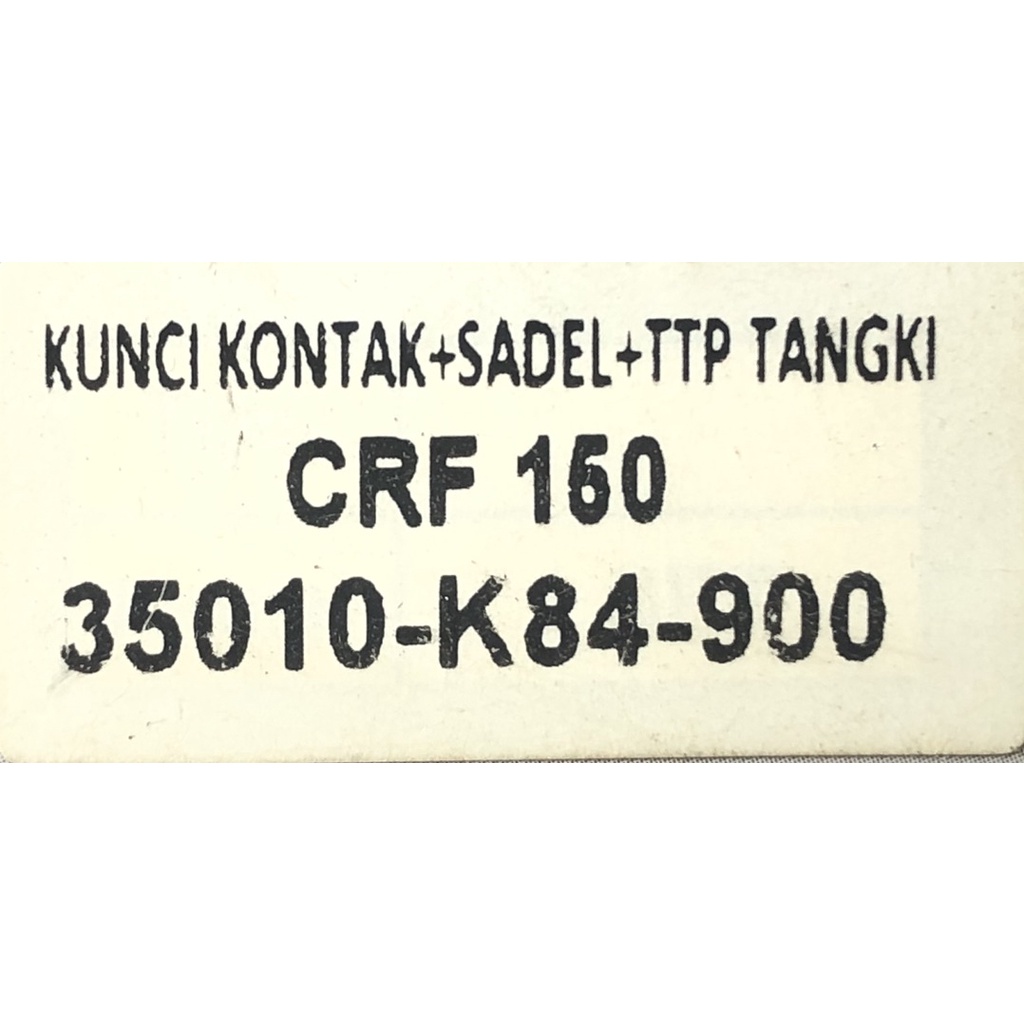 KUNCI KONTAK+SADEL+TTP TANGKI
CRF 150
35010-K84-900